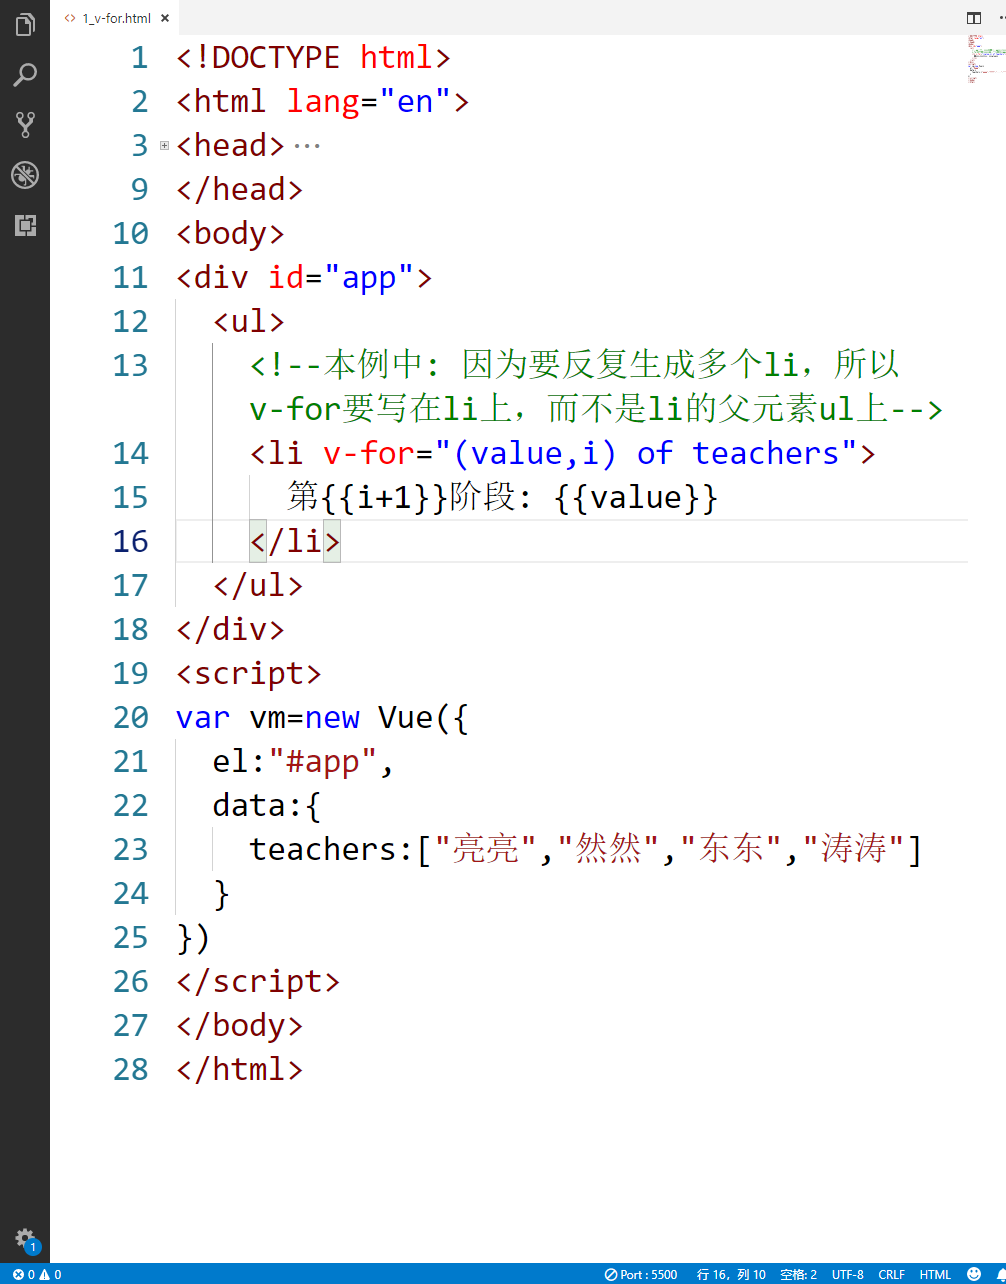 1_v-for.html ×
1 <!DOCTYPE html>
2 <html lang="en">
3 <head>...
9 </head>
10 <body>
11 <div id="app">
12 <ul>
13 <!--本例中: 因为要反复生成多个li，所以
v-for要写在li上，而不是li的父元素ul上-->
14 <li v-for="(value,i) of teachers">
15 第{{i+1}}阶段: {{value}}
16 </li>
17 </ul>
18 </div>
19 <script>
20 var vm=new Vue({
21 el:"#app",
22 data:{
23 teachers:["亮亮","然然","东东","涛涛"]
24 }
25 })
26 </script>
27 </body>
28 </html>
1
0 0 Port : 5500 行 16，列 10 空格: 2 UTF-8 CRLF HTML